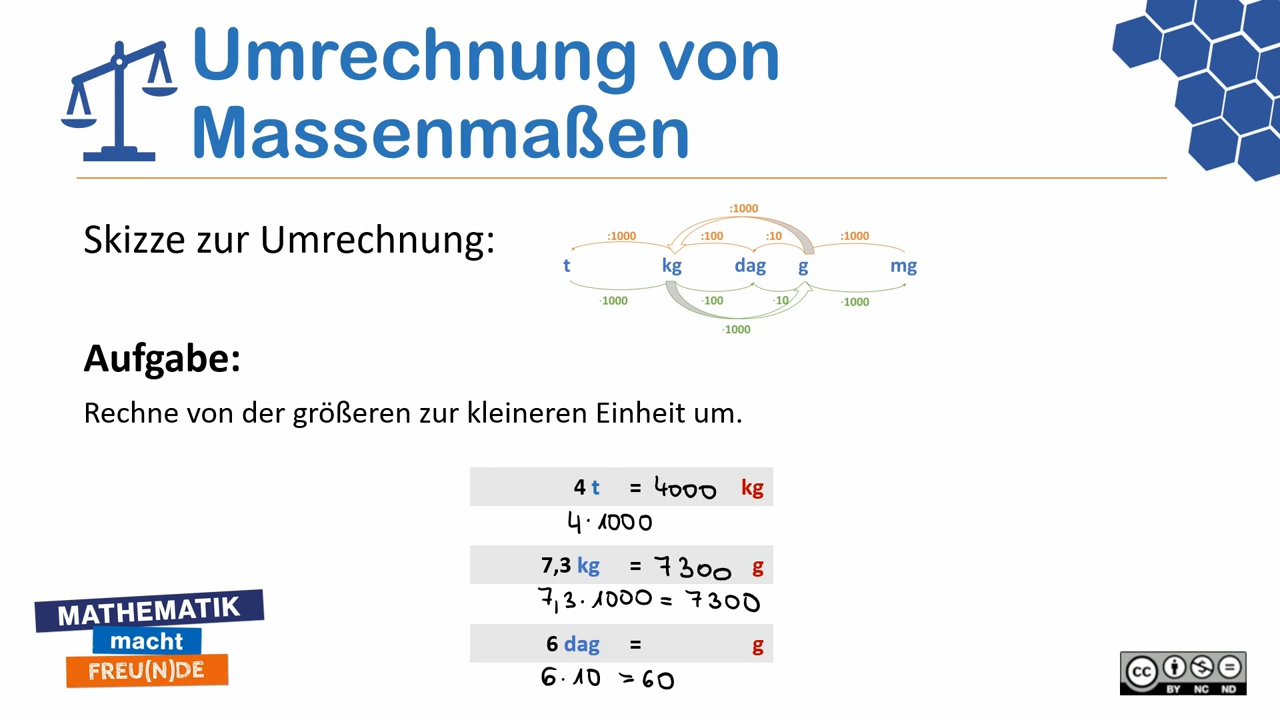 Umrechnung von
Massenmaßen
Skizze zur Umrechnung:
:1000
:1000 :100 :10 :1000
t kg dag g mg
·1000 ·100 ·10 ·1000
·1000
Aufgabe:
Rechne von der größeren zur kleineren Einheit um.
4 t = 4000 kg
4·1000
7,3 kg = 7300 g
7,3·1000 = 7300
6 dag = g
6·10 = 60
MATHEMATIK
macht
FREU(N)DE
cc
BY NC ND